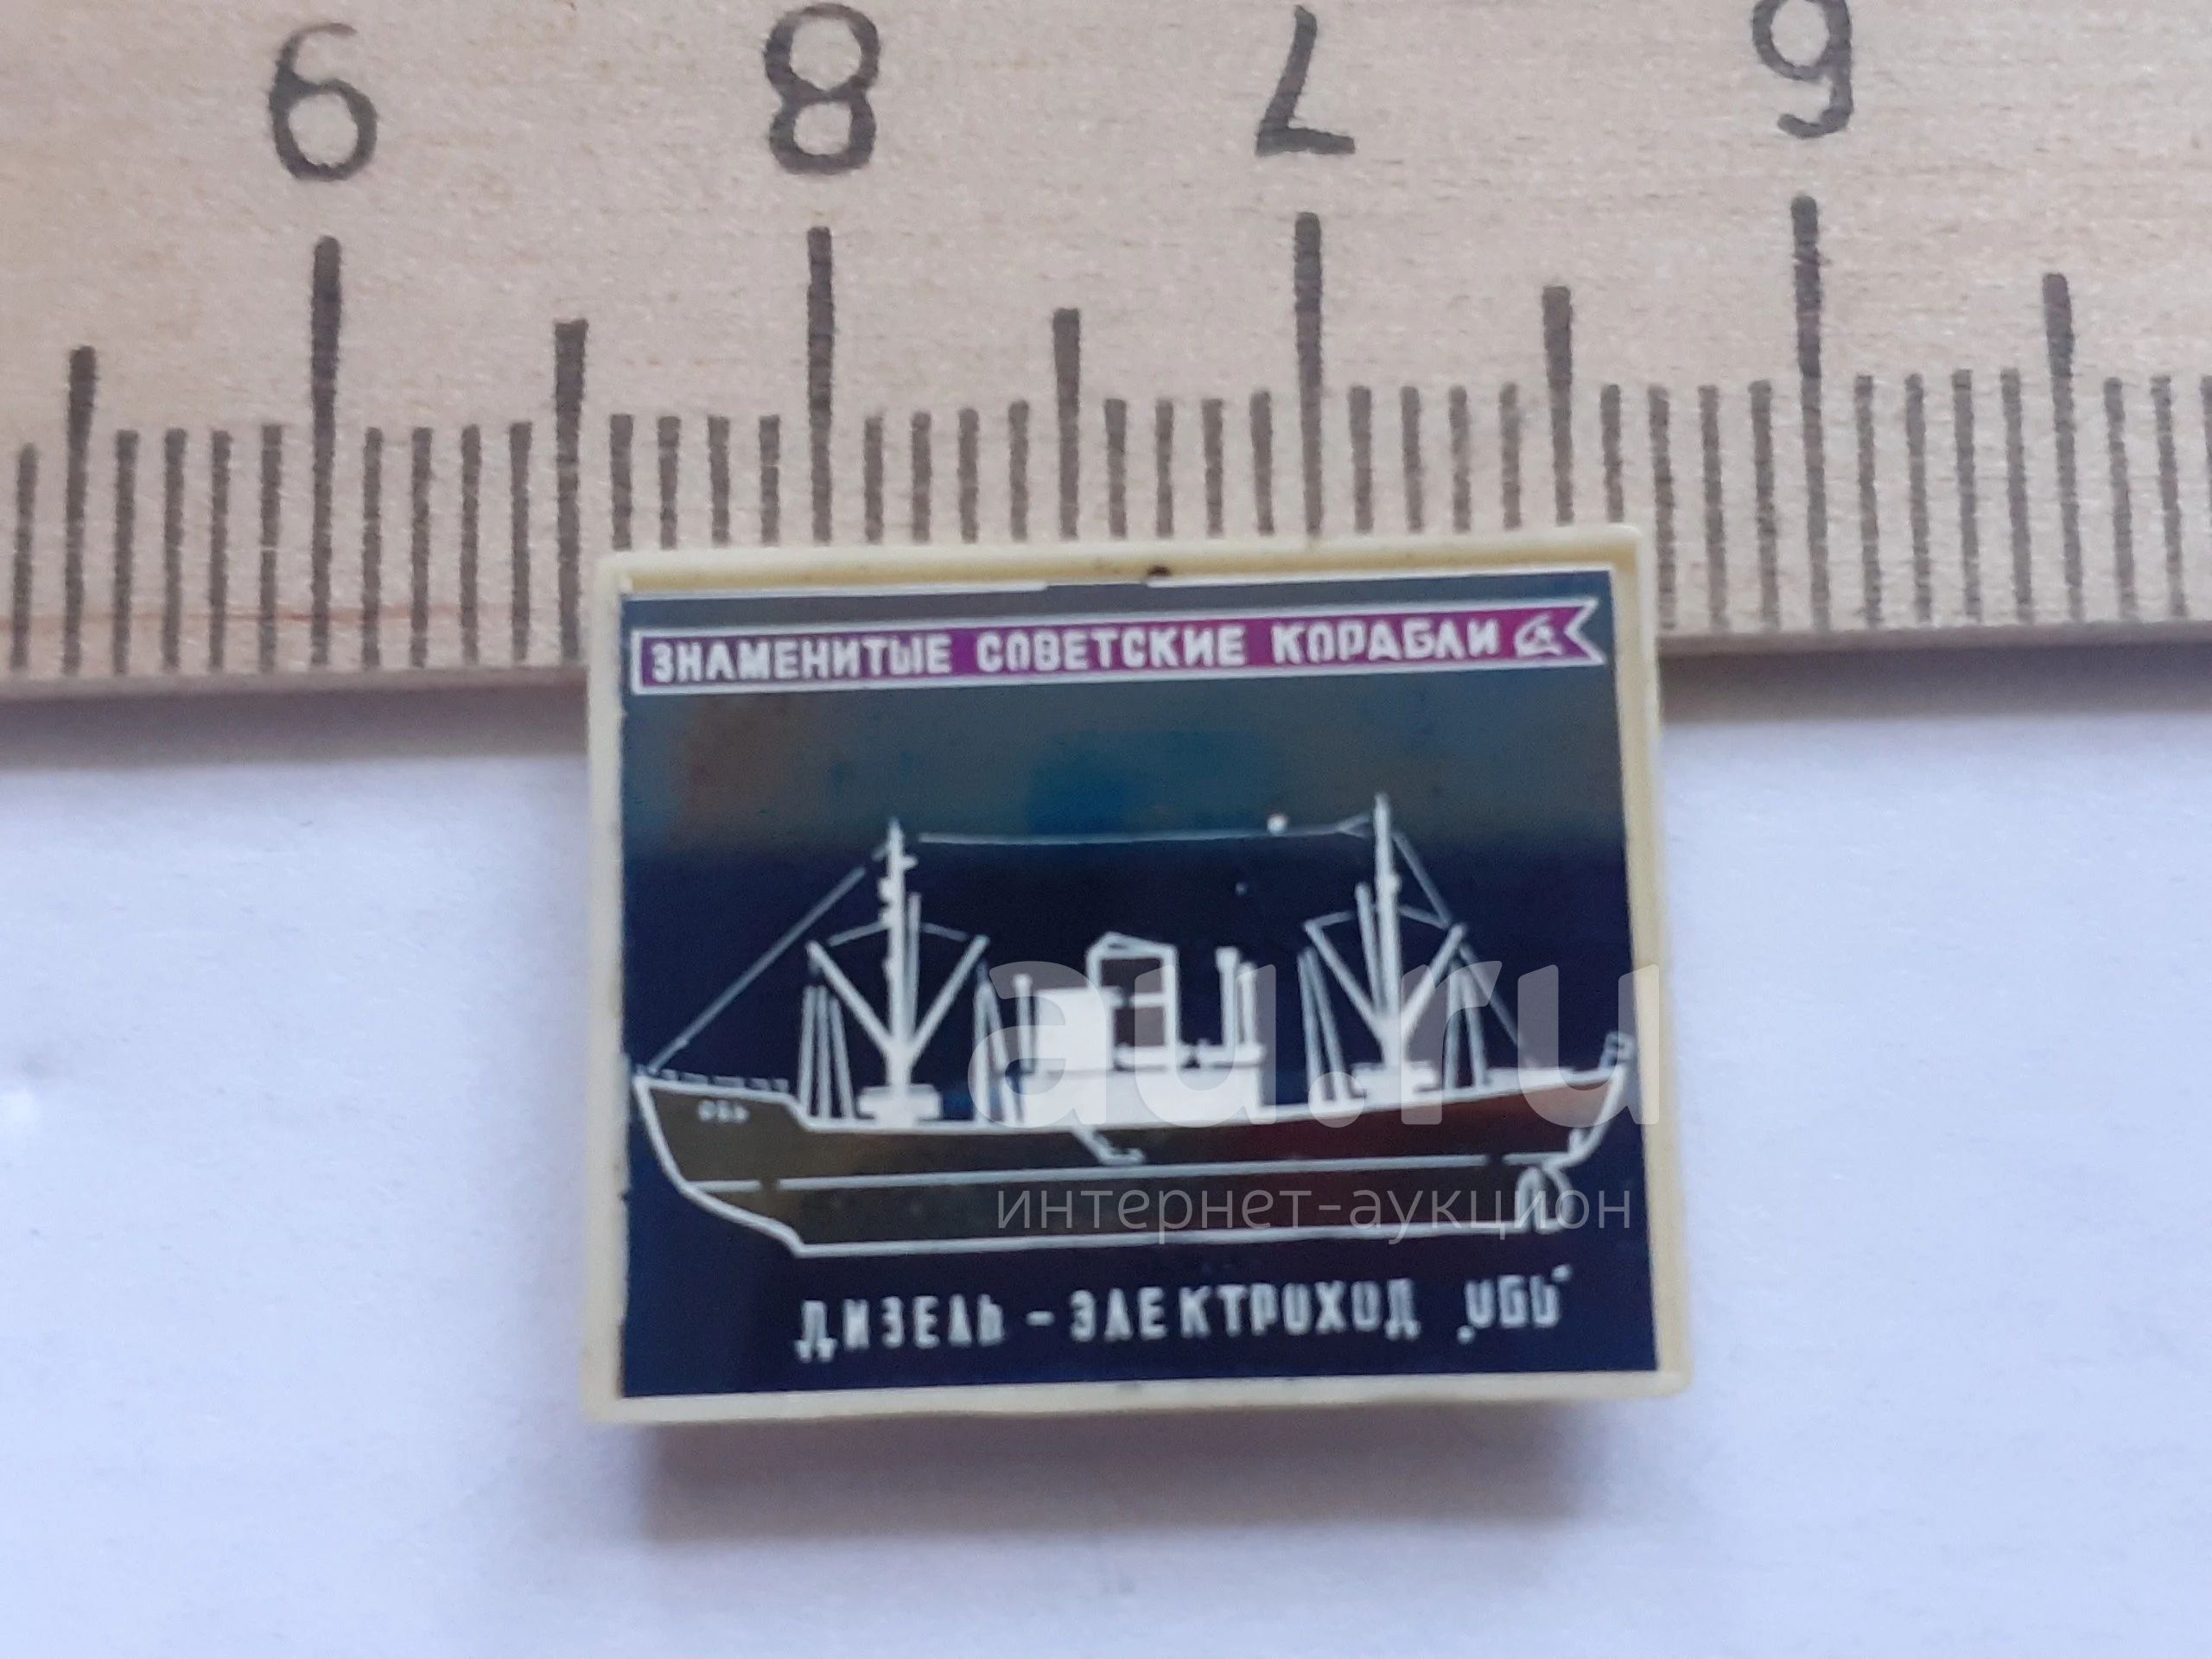 9 8 7 6
ЗНАМЕНИТЫЕ СОВЕТСКИЕ КОРАБЛИ
au.ru
ОБЬ
интернет-аукцион
ДИЗЕЛЬ - ЭЛЕКТРОХОД „ОБЬ“